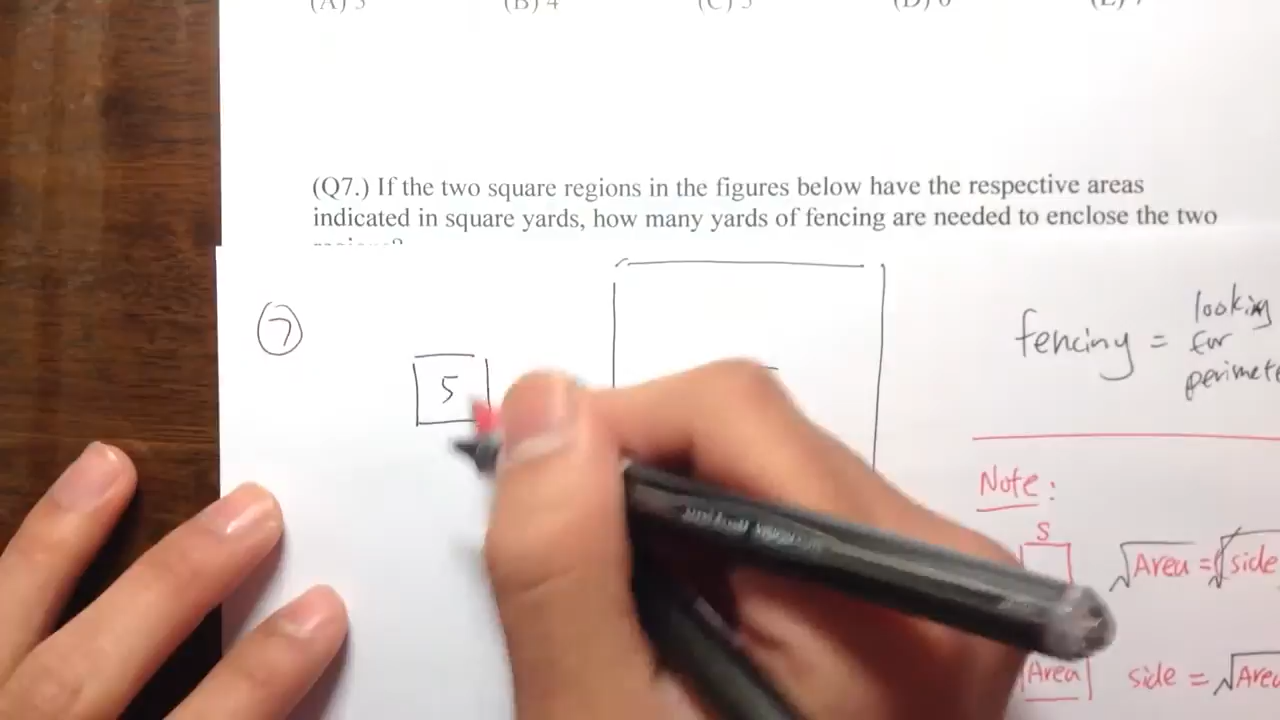 (Q7.) If the two square regions in the figures below have the respective areas
indicated in square yards, how many yards of fencing are needed to enclose the two
7
5
fencing = looking
for
Note:
S
√Area = √side
Area
side = √Area